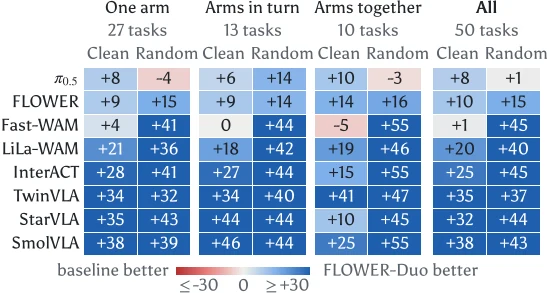 One arm Arms in turn Arms together All
27 tasks 13 tasks 10 tasks 50 tasks
Clean Random Clean Random Clean Random Clean Random
π0.5 +8 -4 +6 +14 +10 -3 +8 +1
FLOWER +9 +15 +9 +14 +14 +16 +10 +15
Fast-WAM +4 +41 0 +44 -5 +55 +1 +45
LiLa-WAM +21 +36 +18 +42 +19 +46 +20 +40
InterACT +28 +41 +27 +44 +15 +55 +25 +45
TwinVLA +34 +32 +34 +40 +41 +47 +35 +37
StarVLA +35 +43 +44 +44 +10 +45 +32 +44
SmolVLA +38 +39 +46 +44 +25 +55 +38 +43
baseline better FLOWER-Duo better
≤-30 0 ≥+30